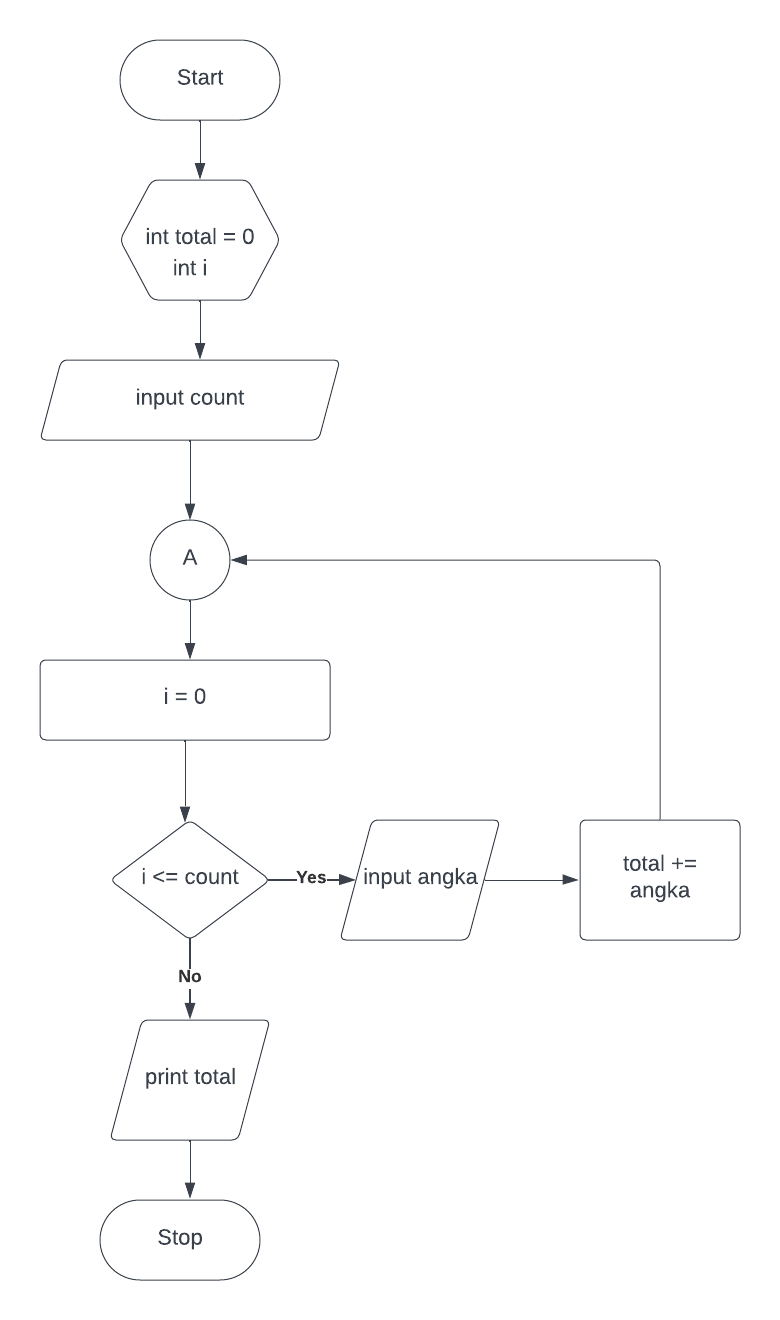 Start
int total = 0
int i
input count
A
i = 0
i <= count
Yes
input angka
total +=
angka
No
print total
Stop